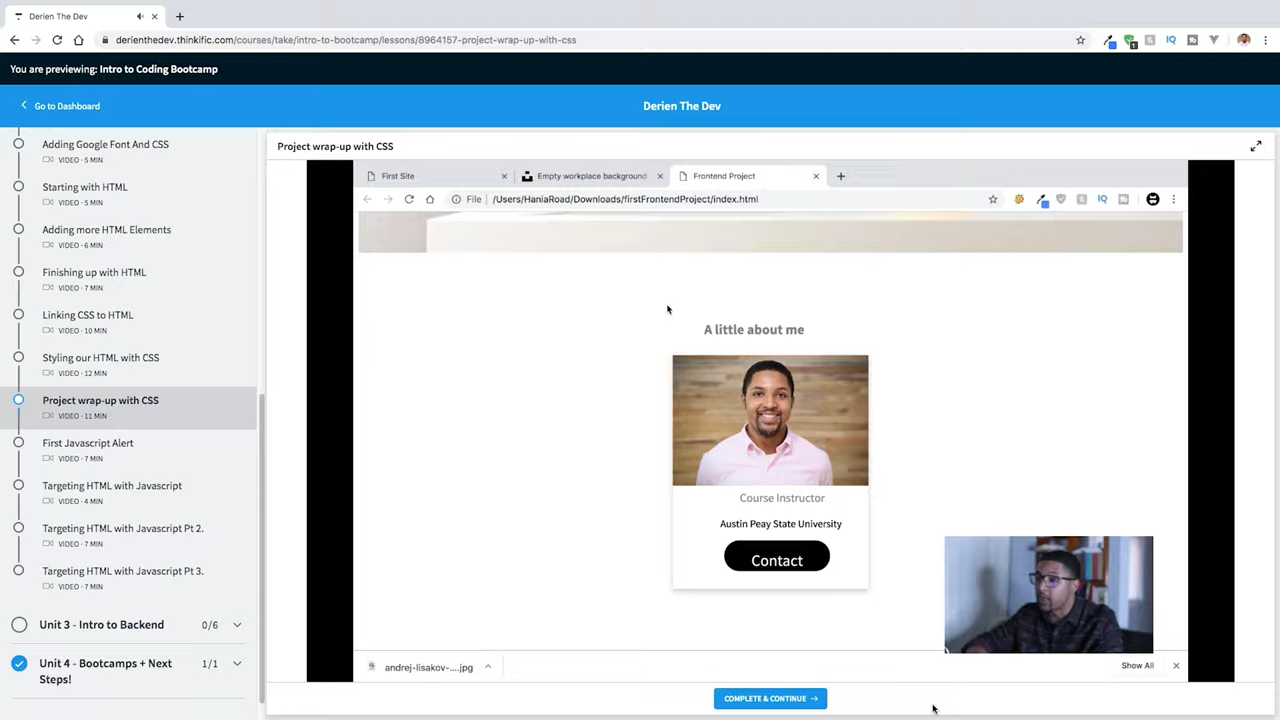 Derien The Dev
derienthedev.thinkific.com/courses/take/intro-to-bootcamp/lessons/8964157-project-wrap-up-with-css
You are previewing: Intro to Coding Bootcamp
Go to Dashboard
Derien The Dev
Adding Google Font And CSS
VIDEO · 5 MIN
Starting with HTML
VIDEO · 5 MIN
Adding more HTML Elements
VIDEO · 6 MIN
Finishing up with HTML
VIDEO · 7 MIN
Linking CSS to HTML
VIDEO · 10 MIN
Styling our HTML with CSS
VIDEO · 12 MIN
Project wrap-up with CSS
VIDEO · 11 MIN
First Javascript Alert
VIDEO · 7 MIN
Targeting HTML with Javascript
VIDEO · 4 MIN
Targeting HTML with Javascript Pt 2.
VIDEO · 7 MIN
Targeting HTML with Javascript Pt 3.
VIDEO · 7 MIN
Unit 3 - Intro to Backend 0/6
Unit 4 - Bootcamps + Next 1/1
Steps!
Project wrap-up with CSS
First Site
Empty workplace background
Frontend Project
File /Users/HaniaRoad/Downloads/firstFrontendProject/index.html
A little about me
Course Instructor
Austin Peay State University
Contact
andrej-lisakov-....jpg
Show All
COMPLETE & CONTINUE →